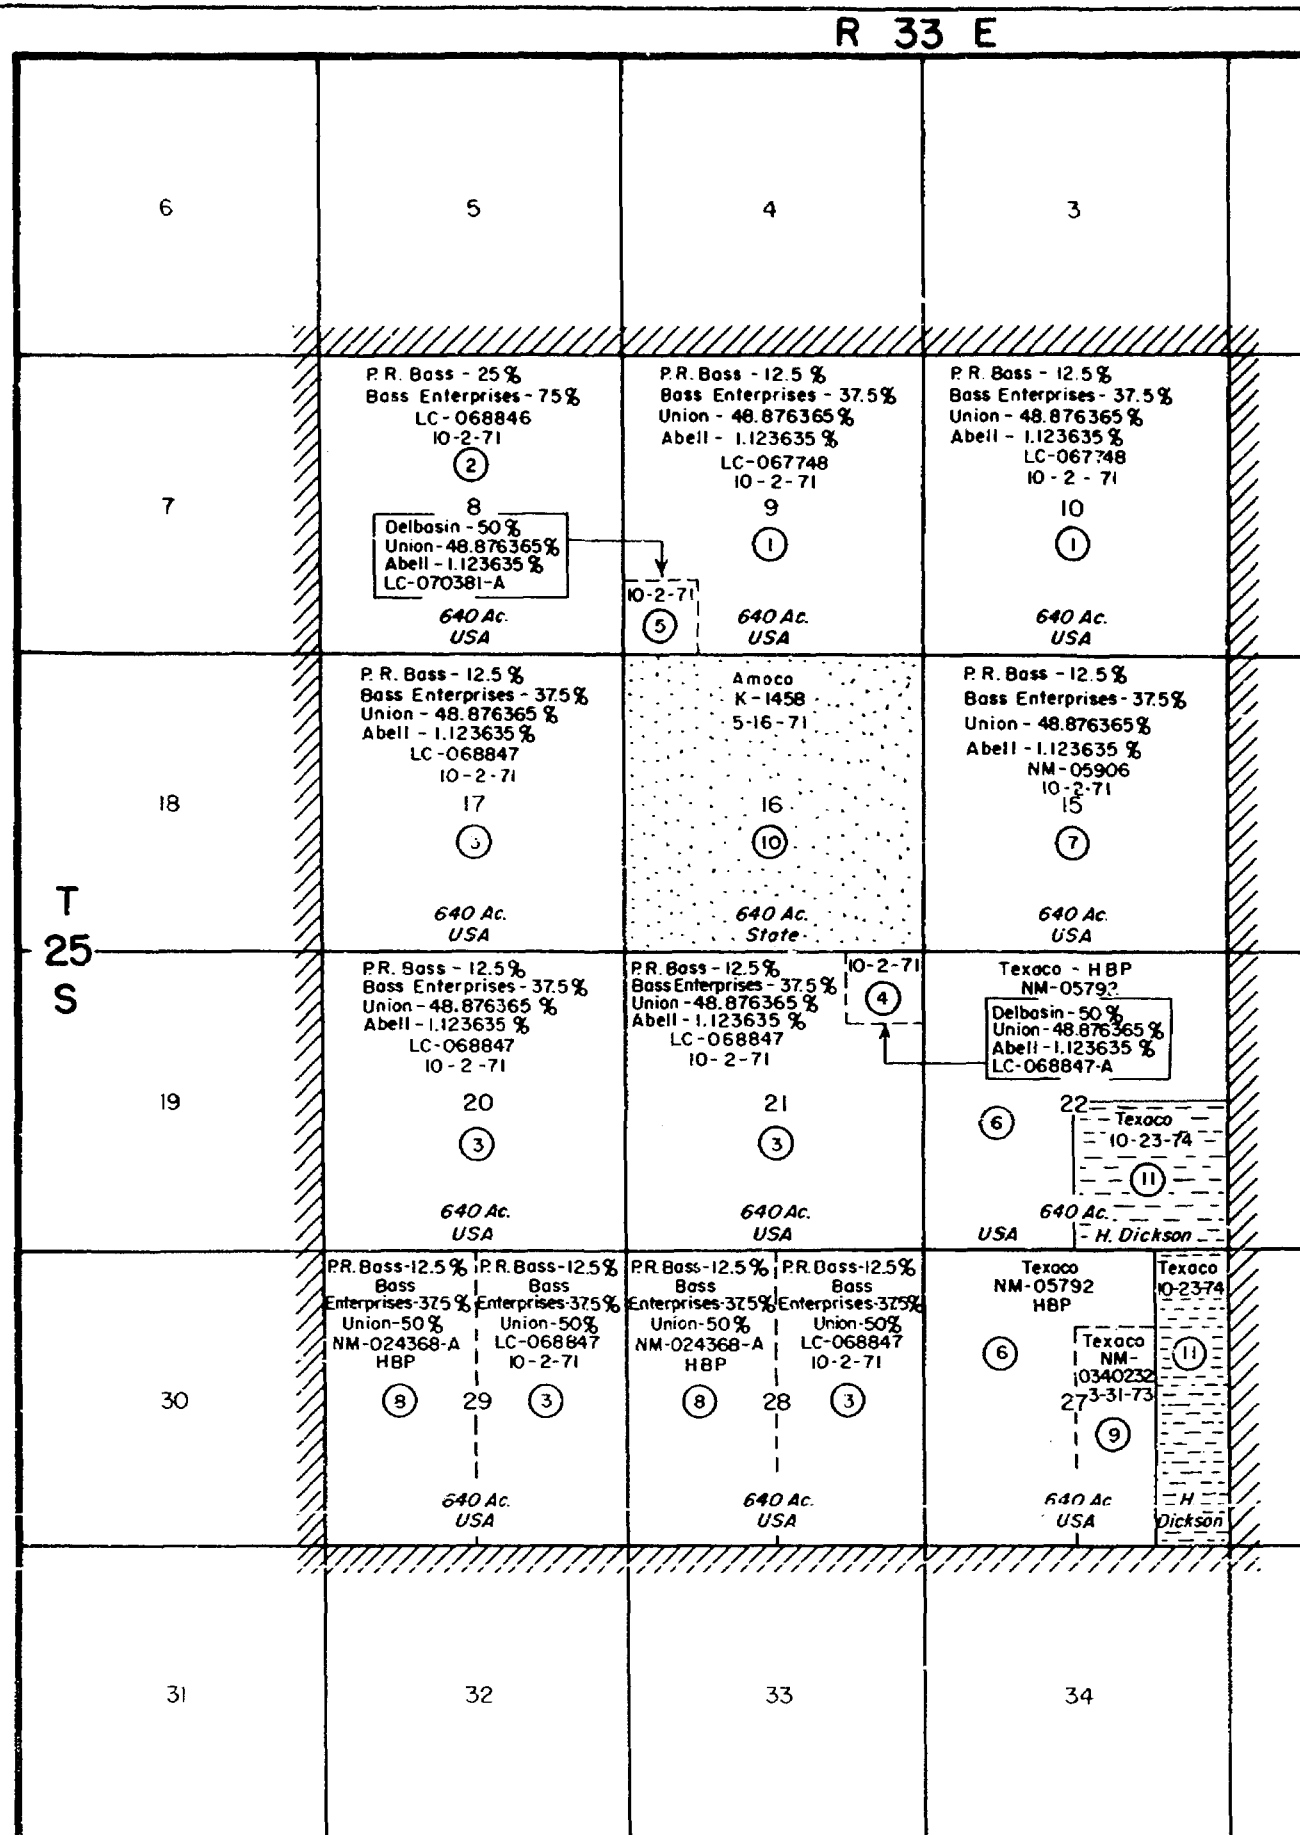 R 33 E
6
5
4
3
P.R. Bass - 25%
Bass Enterprises - 75%
LC-068846
10-2-71
2
8
Delbasin - 50%
Union - 48.876365%
Abell - 1.123635%
LC-070381-A
640 Ac.
USA
P.R. Bass - 12.5%
Bass Enterprises - 37.5%
Union - 48.876365%
Abell - 1.123635%
LC-067748
10-2-71
9
1
10-2-71
5
640 Ac.
USA
P.R. Bass - 12.5%
Bass Enterprises - 37.5%
Union - 48.876365%
Abell - 1.123635%
LC-067748
10-2-71
10
1
640 Ac.
USA
7
18
P.R. Bass - 12.5%
Bass Enterprises - 37.5%
Union - 48.876365%
Abell - 1.123635%
LC-068847
10-2-71
17
640 Ac.
USA
Amoco
K-1458
5-16-71
16
10
640 Ac.
State
P.R. Bass - 12.5%
Bass Enterprises - 37.5%
Union - 48.876365%
Abell - 1.123635%
NM-05906
10-2-71
15
7
640 Ac.
USA
T
25
S
19
P.R. Bass - 12.5%
Bass Enterprises - 37.5%
Union - 48.876365%
Abell - 1.123635%
LC-068847
10-2-71
20
3
640 Ac.
USA
P.R. Bass - 12.5%
Bass Enterprises - 37.5%
Union - 48.876365%
Abell - 1.123635%
LC-068847
10-2-71
21
3
640 Ac.
USA
10-2-71
4
Texaco - HBP
NM-05792
Delbasin - 50%
Union - 48.876365%
Abell - 1.123635%
LC-068847-A
22
6
Texaco
10-23-74
11
640 Ac.
USA
H. Dickson
30
P.R. Bass - 12.5%
Bass
Enterprises - 37.5%
Union - 50%
NM-024368-A
HBP
8
29
P.R. Bass - 12.5%
Bass
Enterprises - 37.5%
Union - 50%
LC-068847
10-2-71
3
640 Ac.
USA
P.R. Bass - 12.5%
Bass
Enterprises - 37.5%
Union - 50%
NM-024368-A
HBP
8
28
P.R. Bass - 12.5%
Bass
Enterprises - 37.5%
Union - 50%
LC-068847
10-2-71
3
640 Ac.
USA
Texaco
NM-05792
HBP
6
Texaco
NM-
0340232
3-31-73
27
9
640 Ac
USA
Texaco
10-23-74
11
H
Dickson
31
32
33
34